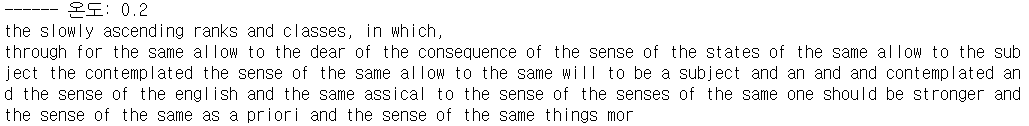 ------ 온도: 0.2
the slowly ascending ranks and classes, in which,
through for the same allow to the dear of the consequence of the sense of the states of the same allow to the sub
ject the contemplated the sense of the same allow to the same will to be a subject and an and and contemplated an
d the sense of the english and the same assical to the sense of the senses of the same one should be stronger and
the sense of the same as a priori and the sense of the same things mor